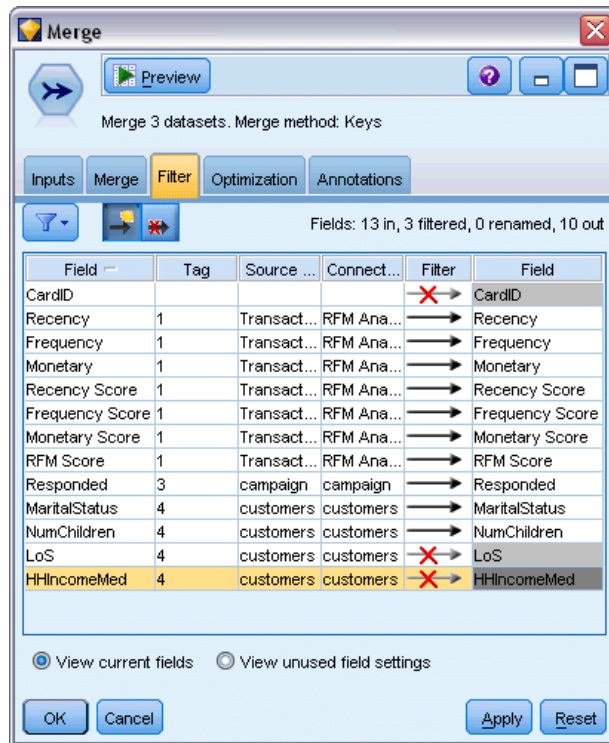 Merge
Preview
Merge 3 datasets. Merge method: Keys
Inputs Merge Filter Optimization Annotations
Fields: 13 in, 3 filtered, 0 renamed, 10 out
Field Tag Source ... Connect... Filter Field
CardID CardID
Recency 1 Transact... RFM Ana... Recency
Frequency 1 Transact... RFM Ana... Frequency
Monetary 1 Transact... RFM Ana... Monetary
Recency Score 1 Transact... RFM Ana... Recency Score
Frequency Score 1 Transact... RFM Ana... Frequency Score
Monetary Score 1 Transact... RFM Ana... Monetary Score
RFM Score 1 Transact... RFM Ana... RFM Score
Responded 3 campaign campaign Responded
MaritalStatus 4 customers customers MaritalStatus
NumChildren 4 customers customers NumChildren
LoS 4 customers customers LoS
HHIncomeMed 4 customers customers HHIncomeMed
View current fields View unused field settings
OK Cancel Apply Reset